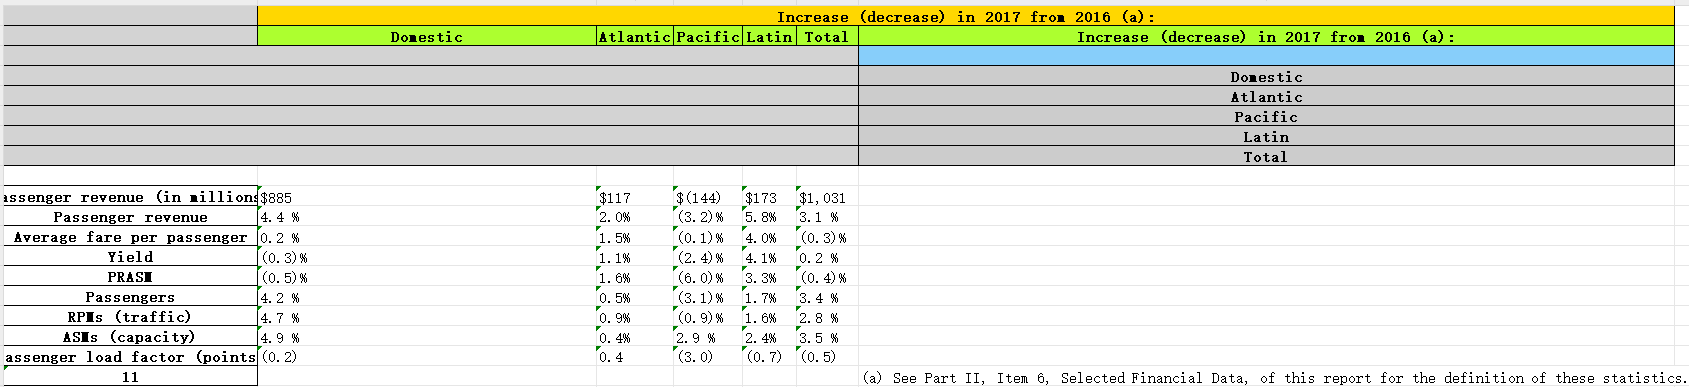 Increase (decrease) in 2017 from 2016 (a):
Domestic Atlantic Pacific Latin Total Increase (decrease) in 2017 from 2016 (a):
Domestic
Atlantic
Pacific
Latin
Total
assenger revenue (in millions $885 $117 $(144) $173 $1,031
Passenger revenue 4.4 % 2.0% (3.2)% 5.8% 3.1 %
Average fare per passenger 0.2 % 1.5% (0.1)% 4.0% (0.3)%
Yield (0.3)% 1.1% (2.4)% 4.1% 0.2 %
PRASM (0.5)% 1.6% (6.0)% 3.3% (0.4)%
Passengers 4.2 % 0.5% (3.1)% 1.7% 3.4 %
RPMs (traffic) 4.7 % 0.9% (0.9)% 1.6% 2.8 %
ASMs (capacity) 4.9 % 0.4% 2.9 % 2.4% 3.5 %
assenger load factor (points (0.2) 0.4 (3.0) (0.7) (0.5)
11 (a) See Part II, Item 6, Selected Financial Data, of this report for the definition of these statistics.